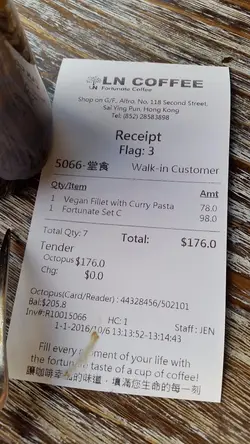 LN COFFEE
LN Fortunate Coffee
Shop on G/F, Altro, No. 118 Second Street,
Sai Ying Pun, Hong Kong
Tel: (852) 28583898
Receipt
Flag: 3
5066-堂食 Walk-in Customer
Qty/Item Amt
1 Vegan Fillet with Curry Pasta 78.0
1 Fortunate Set C 98.0
Total Qty: 7 Total: $176.0
Tender
Octopus $176.0
Chg: $0.0
Octopus(Card/Reader) : 44328456/502101
Bal:$205.8
Inv#:R10015066 HC: 1 Staff : JEN
1-1-2016/10/6 13:13:52-13:14:43
Fill every moment of your life with
the fortunate taste of a cup of coffee!
讓咖啡幸福的味道，填滿您生命的每一刻